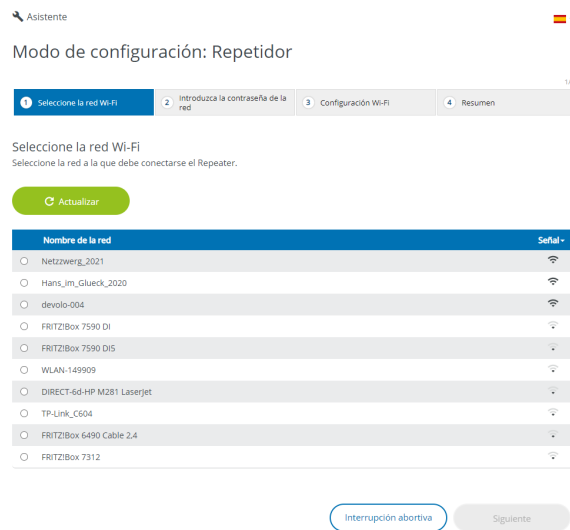 Asistente
Modo de configuración: Repetidor
1 Seleccione la red Wi-Fi
2 Introduzca la contraseña de la red
3 Configuración Wi-Fi
4 Resumen
Seleccione la red Wi-Fi
Seleccione la red a la que debe conectarse el Repeater.
Actualizar
Nombre de la red Señal
Netzzwerg_2021
Hans_im_Glueck_2020
devolo-004
FRITZ!Box 7590 DI
FRITZ!Box 7590 DI5
WLAN-149909
DIRECT-6d-HP M281 Laserjet
TP-Link_C604
FRITZ!Box 6490 Cable 2,4
FRITZ!Box 7312
Interrupción abortiva
Siguiente